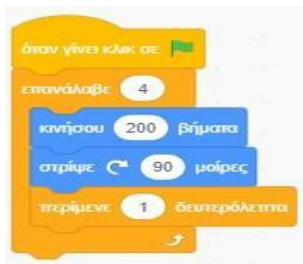 όταν γίνει κλικ σε
επανάλαβε 4
κινήσου 200 βήματα
στρίψε 90 μοίρες
περίμενε 1 δευτερόλεπτα